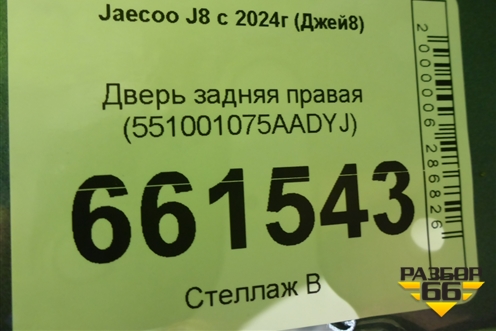 Jaecoo J8 с 2024г (Джей8)
Дверь задняя правая
(551001075AADYJ)
661543
Стеллаж В
2000006286826
РАЗБОР
66